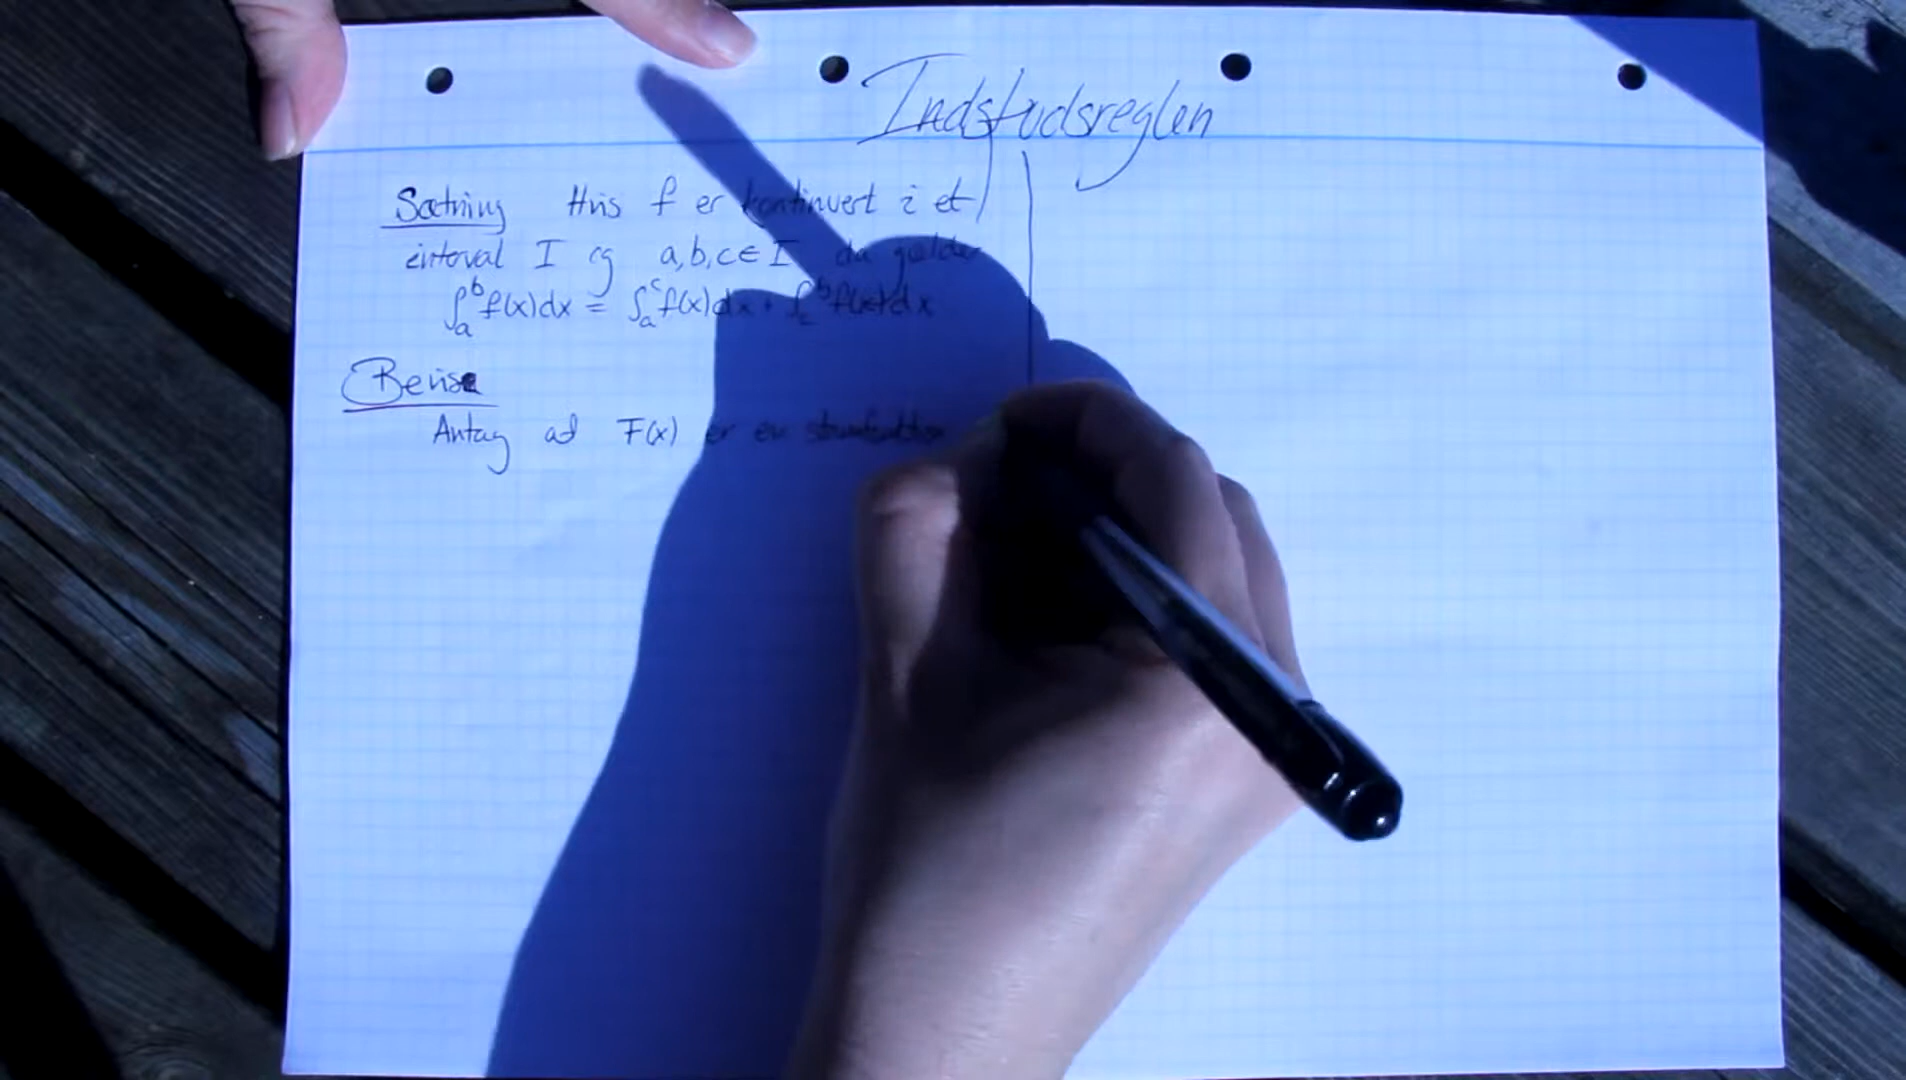 Indskudsreglen
Sætning Hvis f er kontinuert i et
interval I og a,b,c ∈ I da gælder
∫_a^b f(x)dx = ∫_a^c f(x)dx + ∫_c^b f(x)dx
Bevis
Antag at F(x) er en stamfunktion